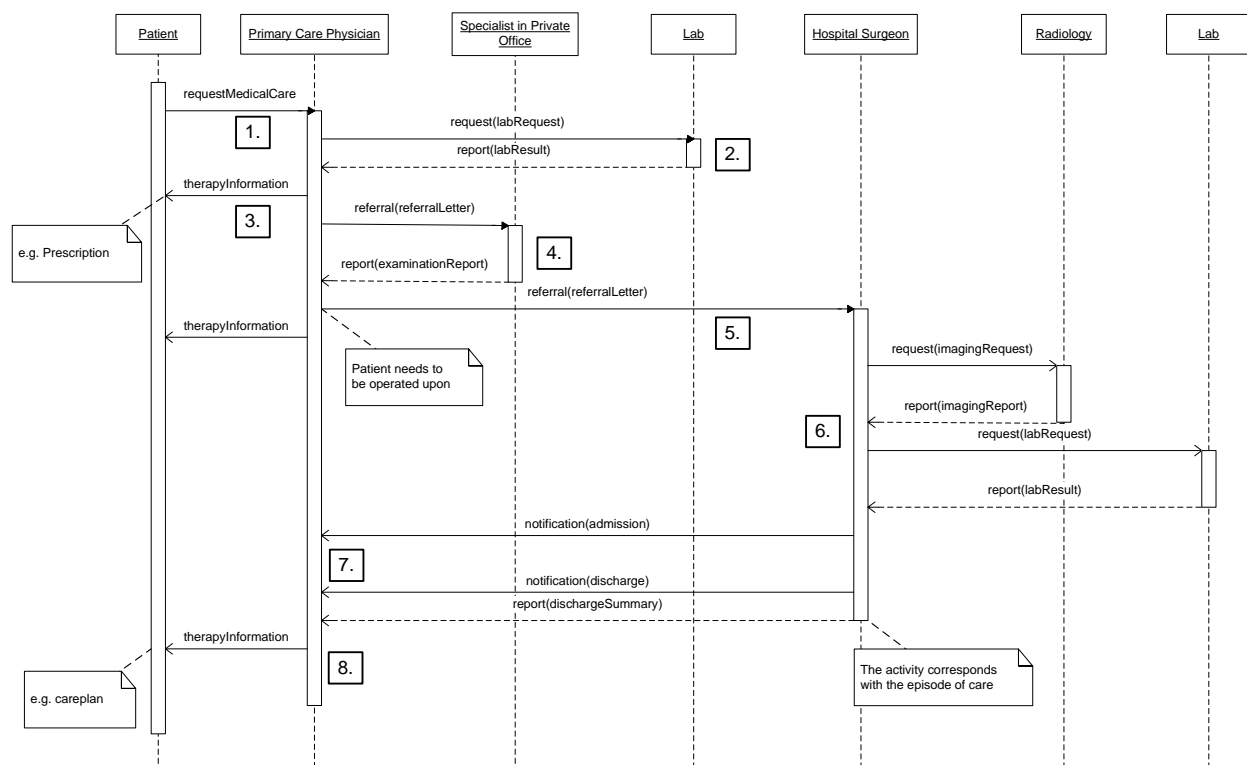 Patient
Primary Care Physician
Specialist in Private
Office
Lab
Hospital Surgeon
Radiology
Lab
requestMedicalCare
1.
request(labRequest)
2.
report(labResult)
therapyInformation
3.
referral(referralLetter)
e.g. Prescription
4.
report(examinationReport)
referral(referralLetter)
5.
therapyInformation
Patient needs to
be operated upon
request(imagingRequest)
report(imagingReport)
6.
request(labRequest)
report(labResult)
notification(admission)
7.
notification(discharge)
report(dischargeSummary)
therapyInformation
8.
The activity corresponds
with the episode of care
e.g. careplan